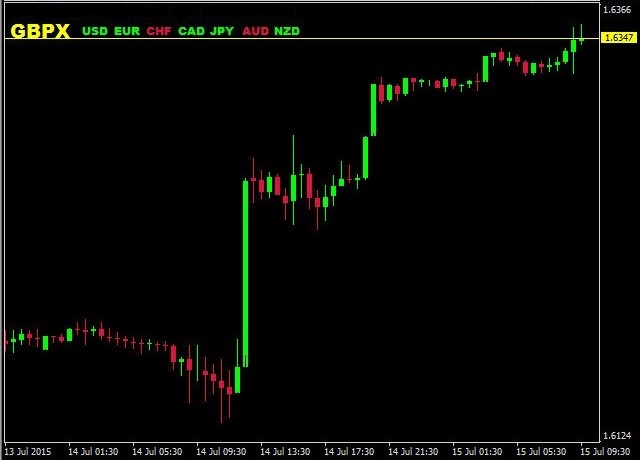 1.6366
GBPX USD EUR CHF CAD JPY AUD NZD
1.6347
1.6124
13 Jul 2015 14 Jul 01:30 14 Jul 05:30 14 Jul 09:30 14 Jul 13:30 14 Jul 17:30 14 Jul 21:30 15 Jul 01:30 15 Jul 05:30 15 Jul 09:30